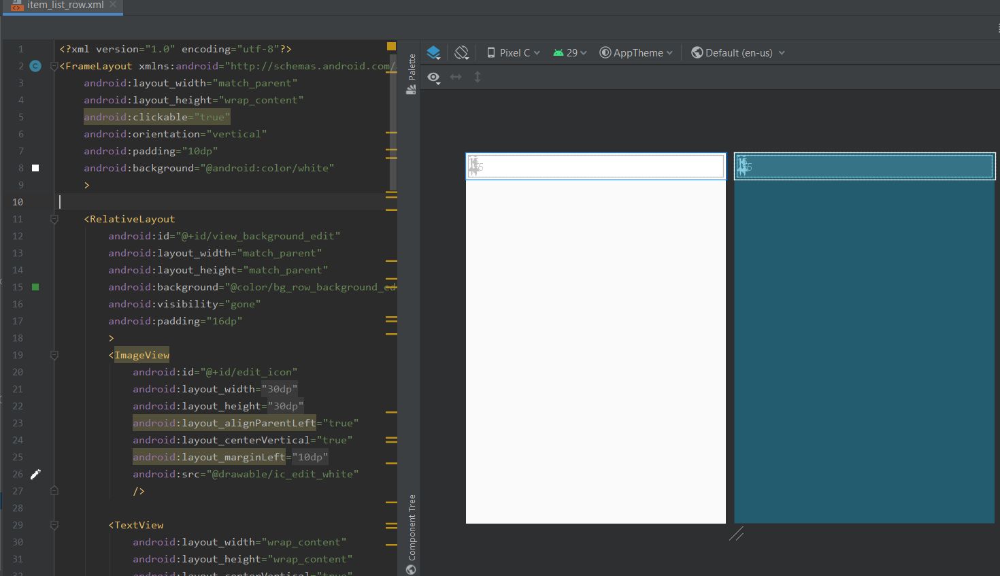 item_list_row.xml
Pixel C
29
AppTheme
Default (en-us)
Palette
Component Tree
1 <?xml version="1.0" encoding="utf-8"?>
2 <FrameLayout xmlns:android="http://schemas.android.com/
3 android:layout_width="match_parent"
4 android:layout_height="wrap_content"
5 android:clickable="true"
6 android:orientation="vertical"
7 android:padding="10dp"
8 android:background="@android:color/white"
9 >
10
11 <RelativeLayout
12 android:id="@+id/view_background_edit"
13 android:layout_width="match_parent"
14 android:layout_height="match_parent"
15 android:background="@color/bg_row_background_ed
16 android:visibility="gone"
17 android:padding="16dp"
18 >
19 <ImageView
20 android:id="@+id/edit_icon"
21 android:layout_width="30dp"
22 android:layout_height="30dp"
23 android:layout_alignParentLeft="true"
24 android:layout_centerVertical="true"
25 android:layout_marginLeft="10dp"
26 android:src="@drawable/ic_edit_white"
27 />
28
29 <TextView
30 android:layout_width="wrap_content"
31 android:layout_height="wrap_content"
32 android:layout_centerVertical="true"